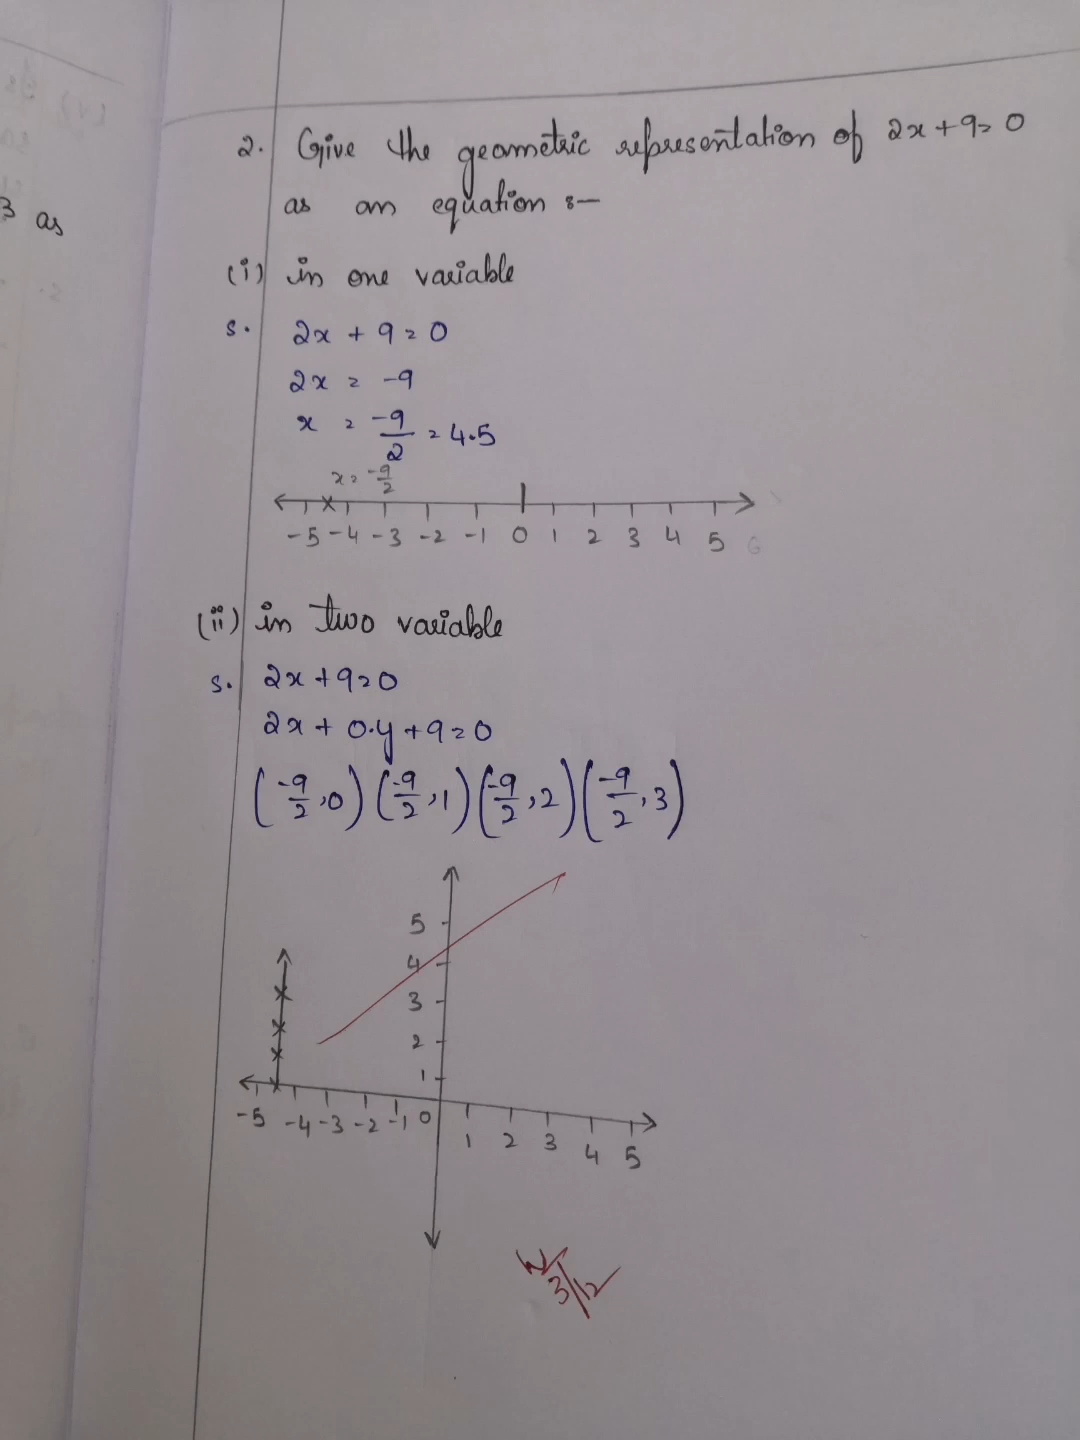 3 as
2. Give the geometric representation of 2x + 9 = 0
as an equation :-
(i) in one variable
s. 2x + 9 = 0
2x = -9
x = -9/2 = 4.5
x = -9/2
-5 -4 -3 -2 -1 0 1 2 3 4 5 6
(ii) in two variable
s. 2x + 9 = 0
2x + 0.y + 9 = 0
(-9/2, 0) (-9/2, 1) (-9/2, 2) (-9/2, 3)
5
4
3
2
1
-5 -4 -3 -2 -1 0 1 2 3 4 5
3/12